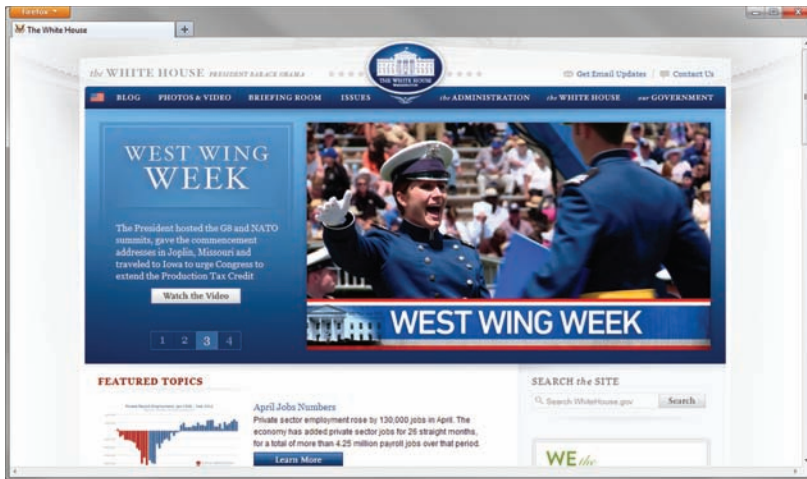 Firefox
The White House
the WHITE HOUSE PRESIDENT BARACK OBAMA
THE WHITE HOUSE
WASHINGTON
Get Email Updates
Contact Us
BLOG
PHOTOS & VIDEO
BRIEFING ROOM
ISSUES
the ADMINISTRATION
the WHITE HOUSE
our GOVERNMENT
WEST WING
WEEK
The President hosted the G8 and NATO
summits, gave the commencement
addresses in Joplin, Missouri and
traveled to Iowa to urge Congress to
extend the Production Tax Credit
Watch the Video
1 2 3 4
WEST WING WEEK
FEATURED TOPICS
April Jobs Numbers
Private sector employment rose by 130,000 jobs in April. The
economy has added private sector jobs for 26 straight months,
for a total of more than 4.25 million payroll jobs over that period.
Learn More
SEARCH the SITE
Search WhiteHouse.gov
Search
WE the